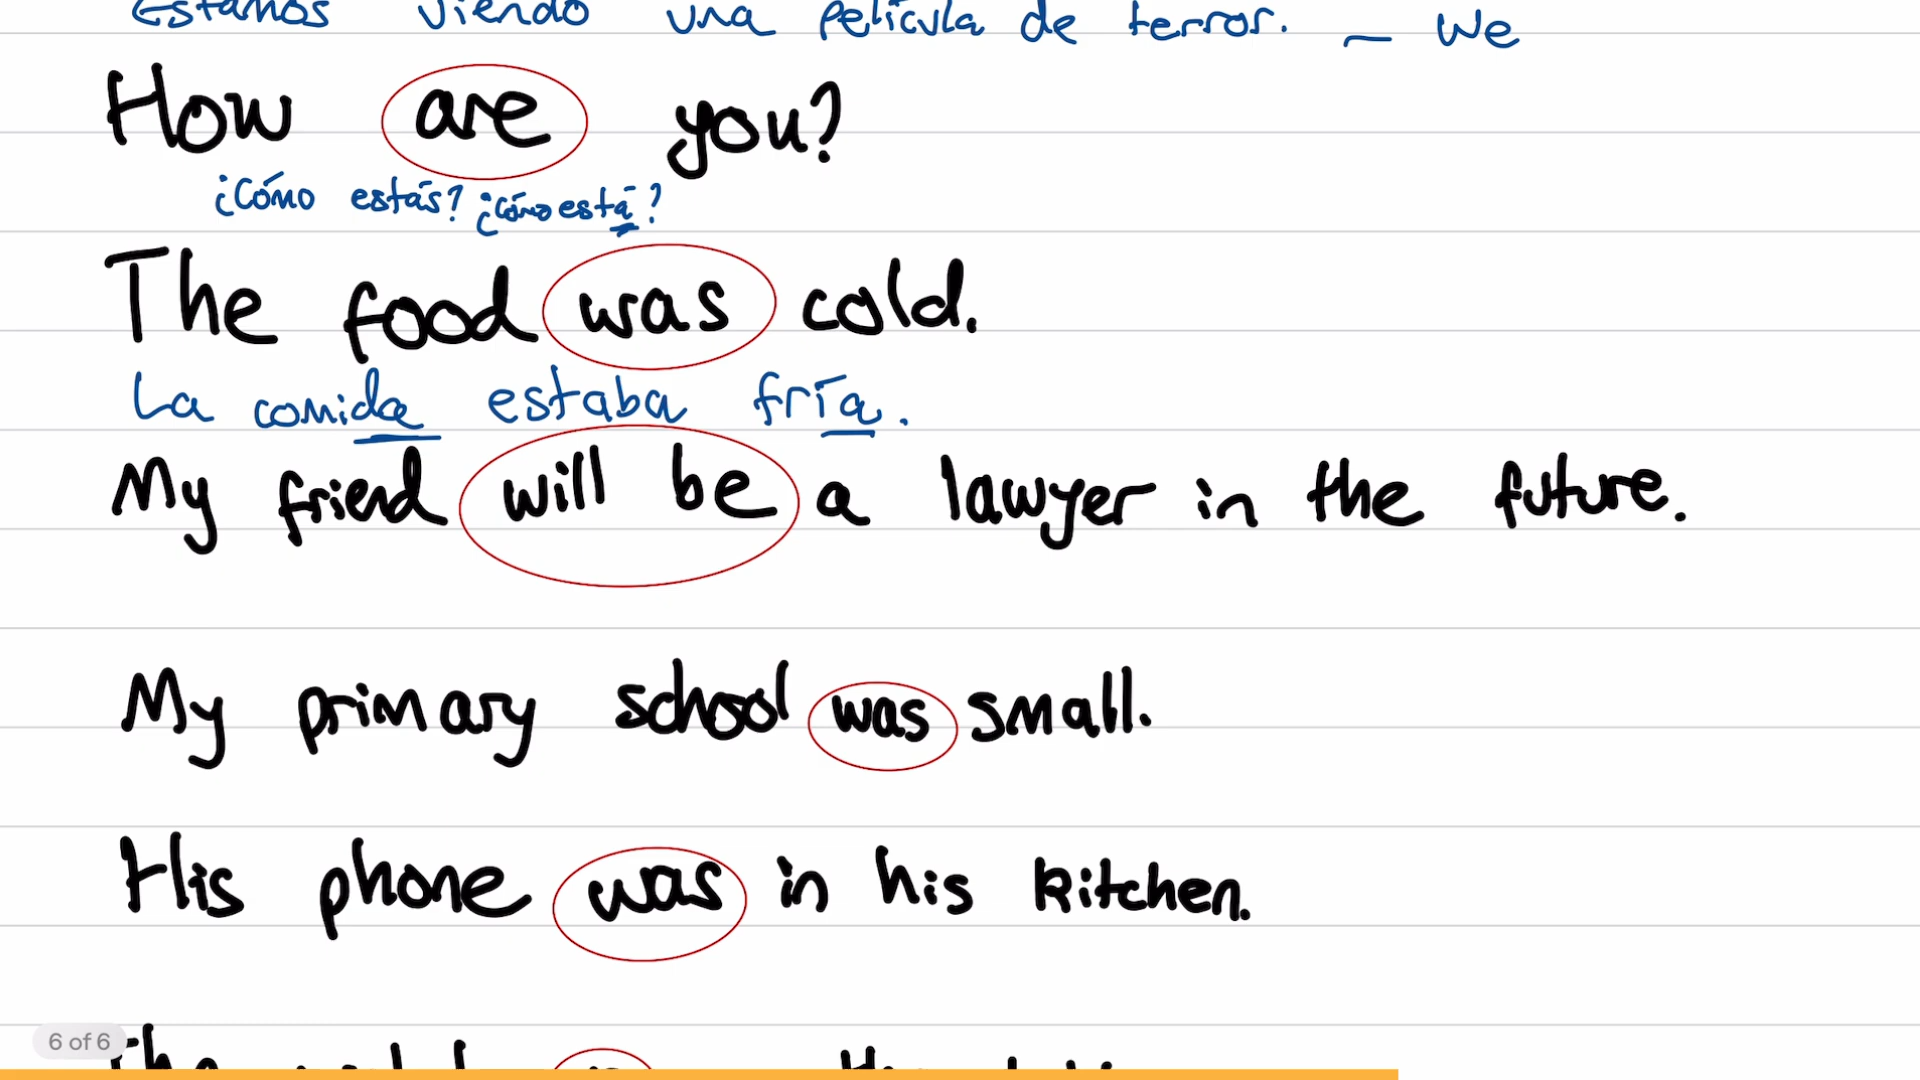 Estamos viendo una película de terror. – We
How are you?
¿Cómo estás? ¿Cómo está?
The food was cold.
La comida estaba fría.
My friend will be a lawyer in the future.
My primary school was small.
His phone was in his kitchen.
6 of 6